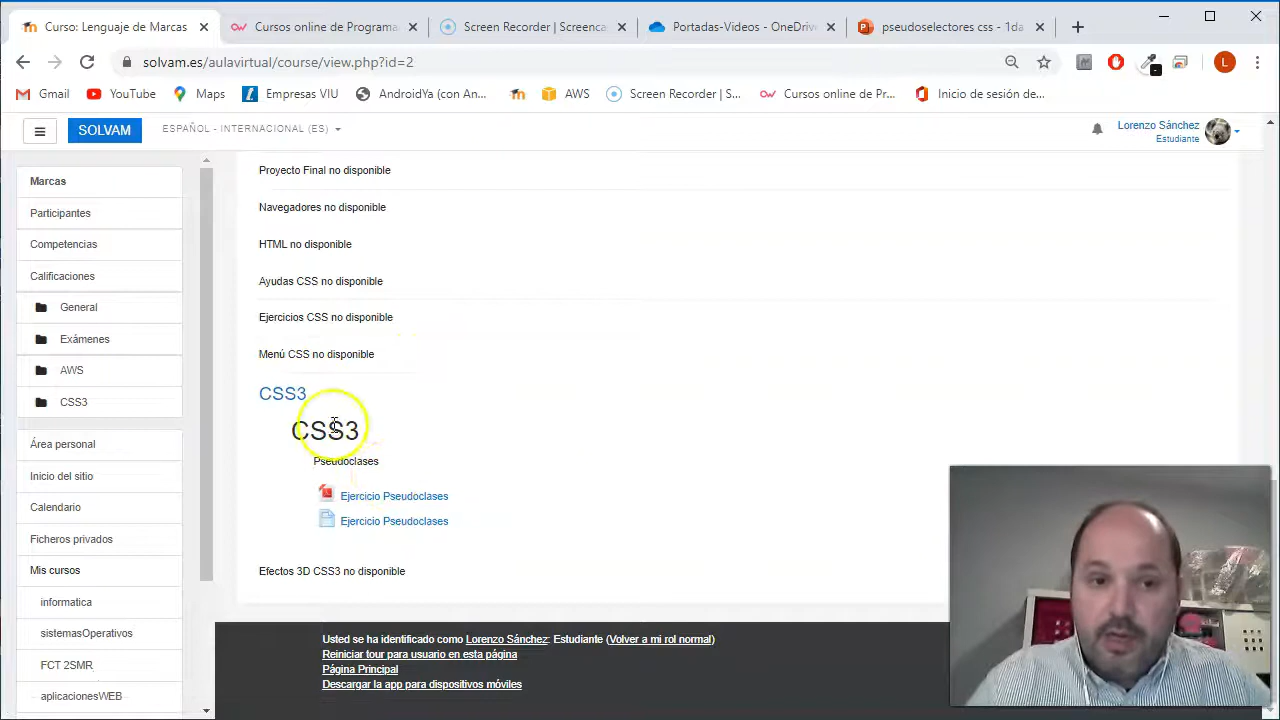 Curso: Lenguaje de Marcas
Cursos online de Programa
Screen Recorder | Screenca
Portadas-Videos - OneDrive
pseudoselectores css - 1da
solvam.es/aulavirtual/course/view.php?id=2
L
Gmail
YouTube
Maps
Empresas VIU
AndroidYa (con An...
AWS
Screen Recorder | S...
Cursos online de Pr...
Inicio de sesión de...
SOLVAM
ESPAÑOL - INTERNACIONAL (ES)
Lorenzo Sánchez
Estudiante
Marcas
Participantes
Competencias
Calificaciones
General
Exámenes
AWS
CSS3
Área personal
Inicio del sitio
Calendario
Ficheros privados
Mis cursos
informatica
sistemasOperativos
FCT 2SMR
aplicacionesWEB
Proyecto Final no disponible
Navegadores no disponible
HTML no disponible
Ayudas CSS no disponible
Ejercicios CSS no disponible
Menú CSS no disponible
CSS3
CSS3
Pseudoclases
Ejercicio Pseudoclases
Ejercicio Pseudoclases
Efectos 3D CSS3 no disponible
Usted se ha identificado como Lorenzo Sánchez: Estudiante (Volver a mi rol normal)
Reiniciar tour para usuario en esta página
Página Principal
Descargar la app para dispositivos móviles